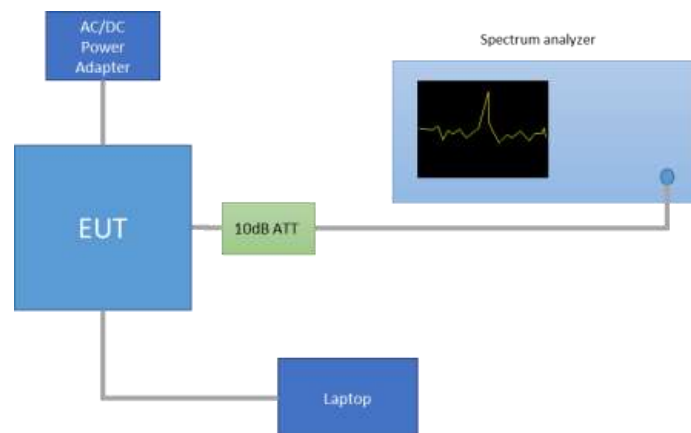 AC/DC
Power
Adapter
Spectrum analyzer
EUT
10dB ATT
Laptop